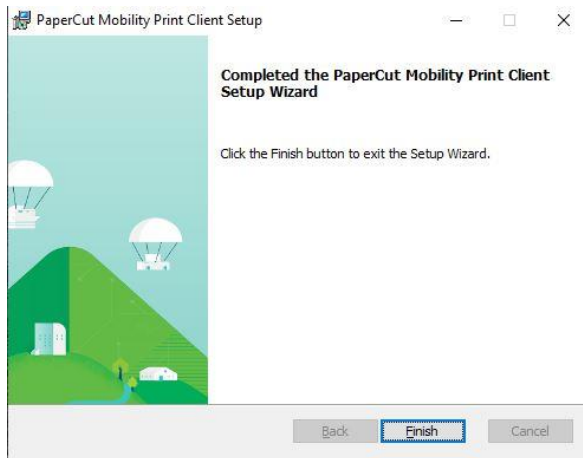 PaperCut Mobility Print Client Setup
Completed the PaperCut Mobility Print Client
Setup Wizard
Click the Finish button to exit the Setup Wizard.
Back Finish Cancel